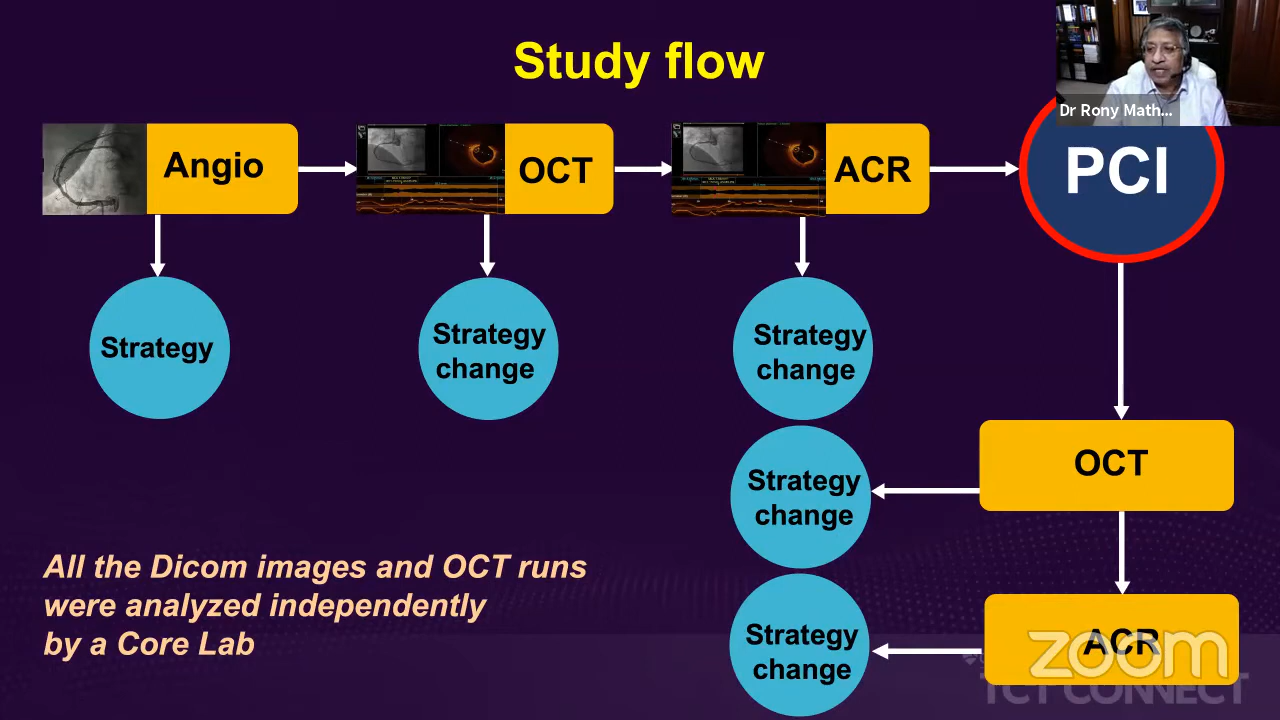 Study flow
Dr Rony Math...
Angio
OCT
ACR
PCI
Strategy
Strategy
change
Strategy
change
OCT
Strategy
change
ACR
Strategy
change
All the Dicom images and OCT runs
were analyzed independently
by a Core Lab
zoom
TCT CONNECT